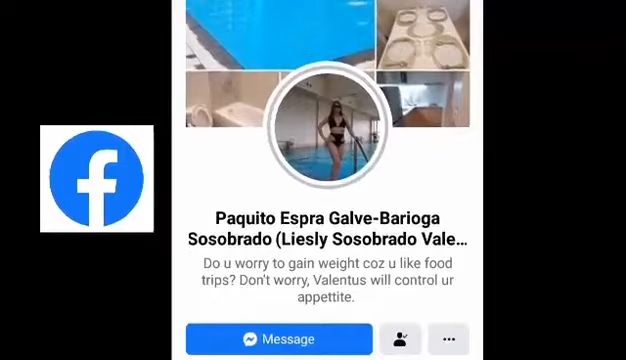 Paquito Espra Galve-Barioga
Sosobrado (Liesly Sosobrado Vale...
Do u worry to gain weight coz u like food
trips? Don't worry, Valentus will control ur
appettite.
Message